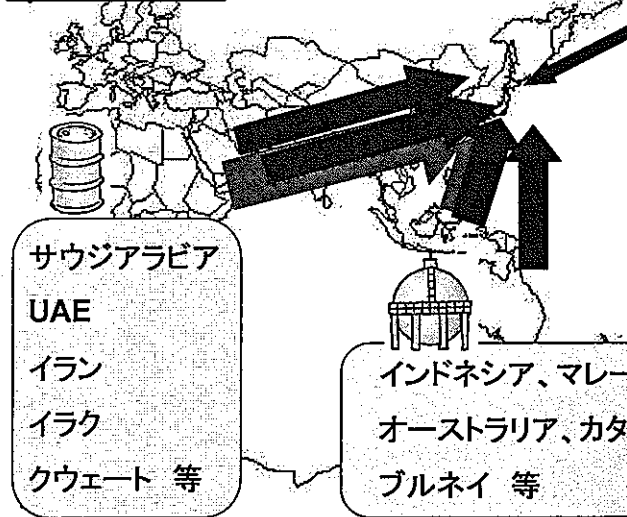 サウジアラビア
UAE
イラン
イラク
クウェート 等
インドネシア、マレー
オーストラリア、カタ
ブルネイ 等